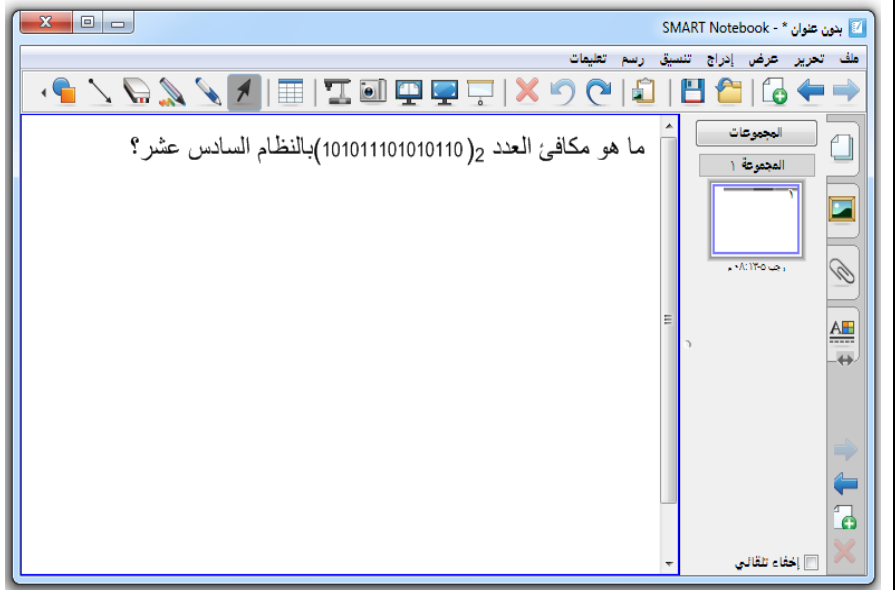 بدون عنوان * - SMART Notebook
ملف تحرير عرض إدراج تنسيق رسم تعليمات
المجموعات
المجموعة ١
١
ما هو مكافئ العدد 2(101011101010110)بالنظام السادس عشر؟
إخفاء تلقائي